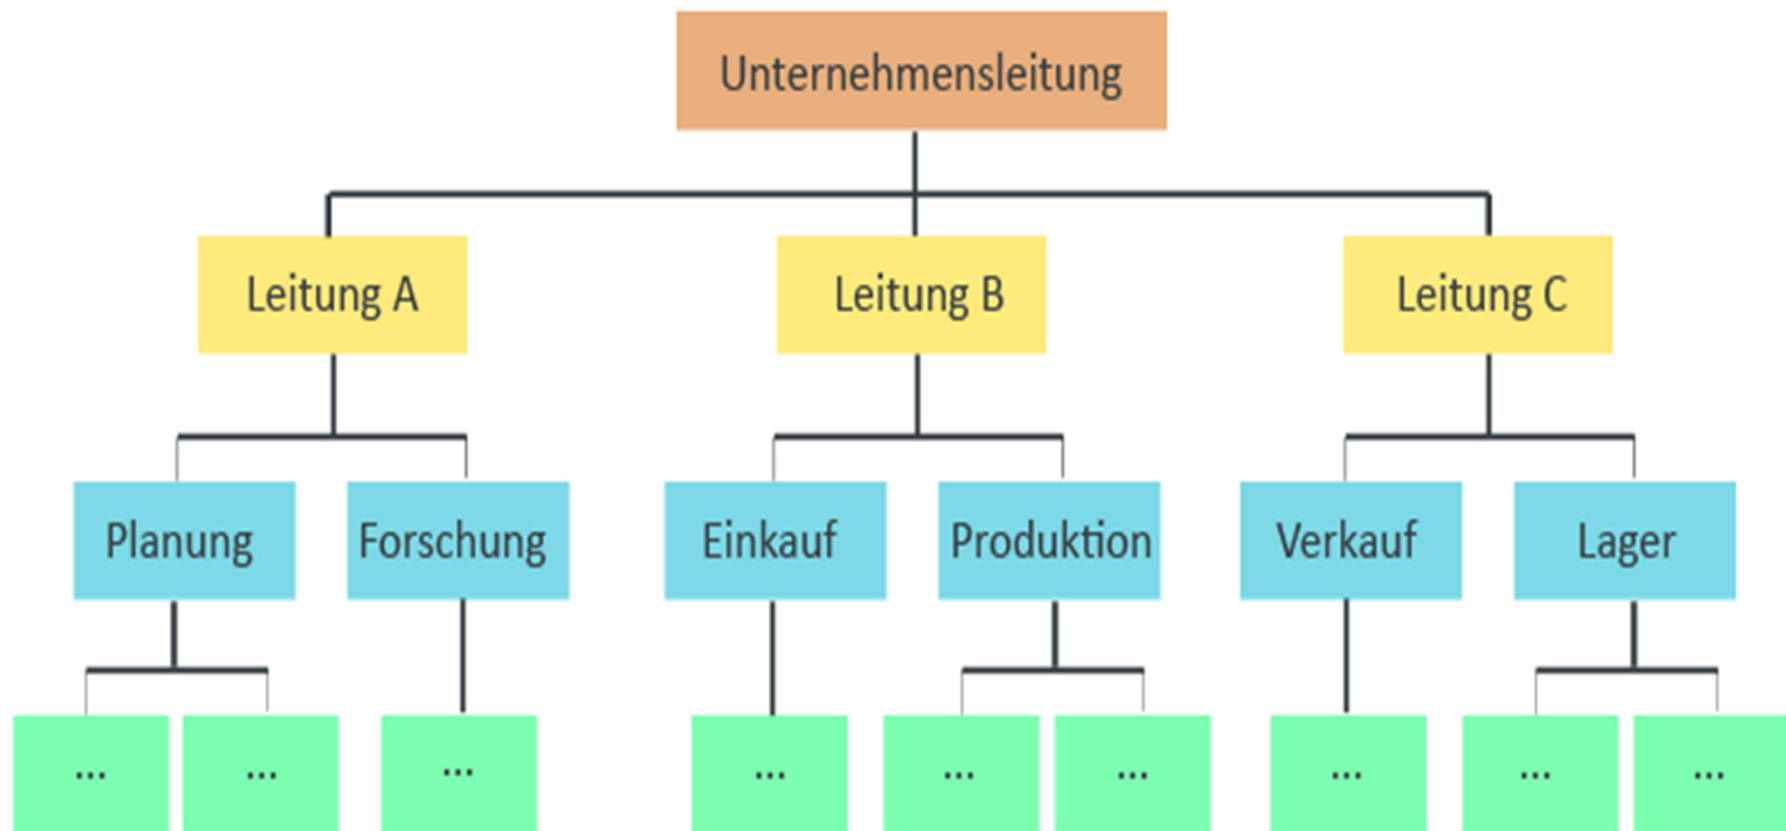 Unternehmensleitung
Leitung A
Leitung B
Leitung C
Planung
Forschung
Einkauf
Produktion
Verkauf
Lager
...
...
...
...
...
...
...
...
...